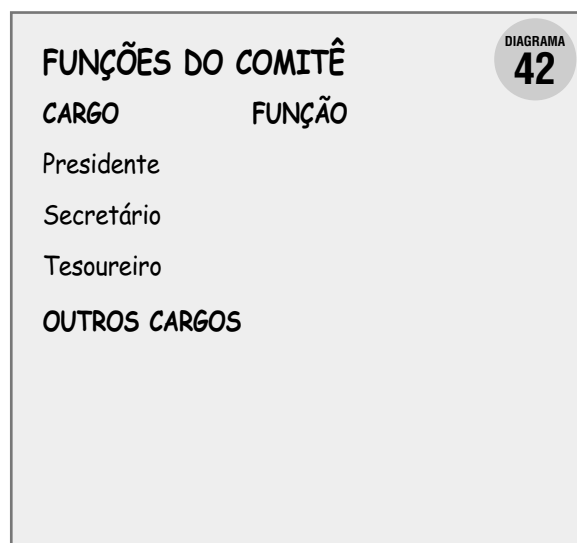 DIAGRAMA
42
FUNÇÕES DO COMITÊ
CARGO FUNÇÃO
Presidente
Secretário
Tesoureiro
OUTROS CARGOS